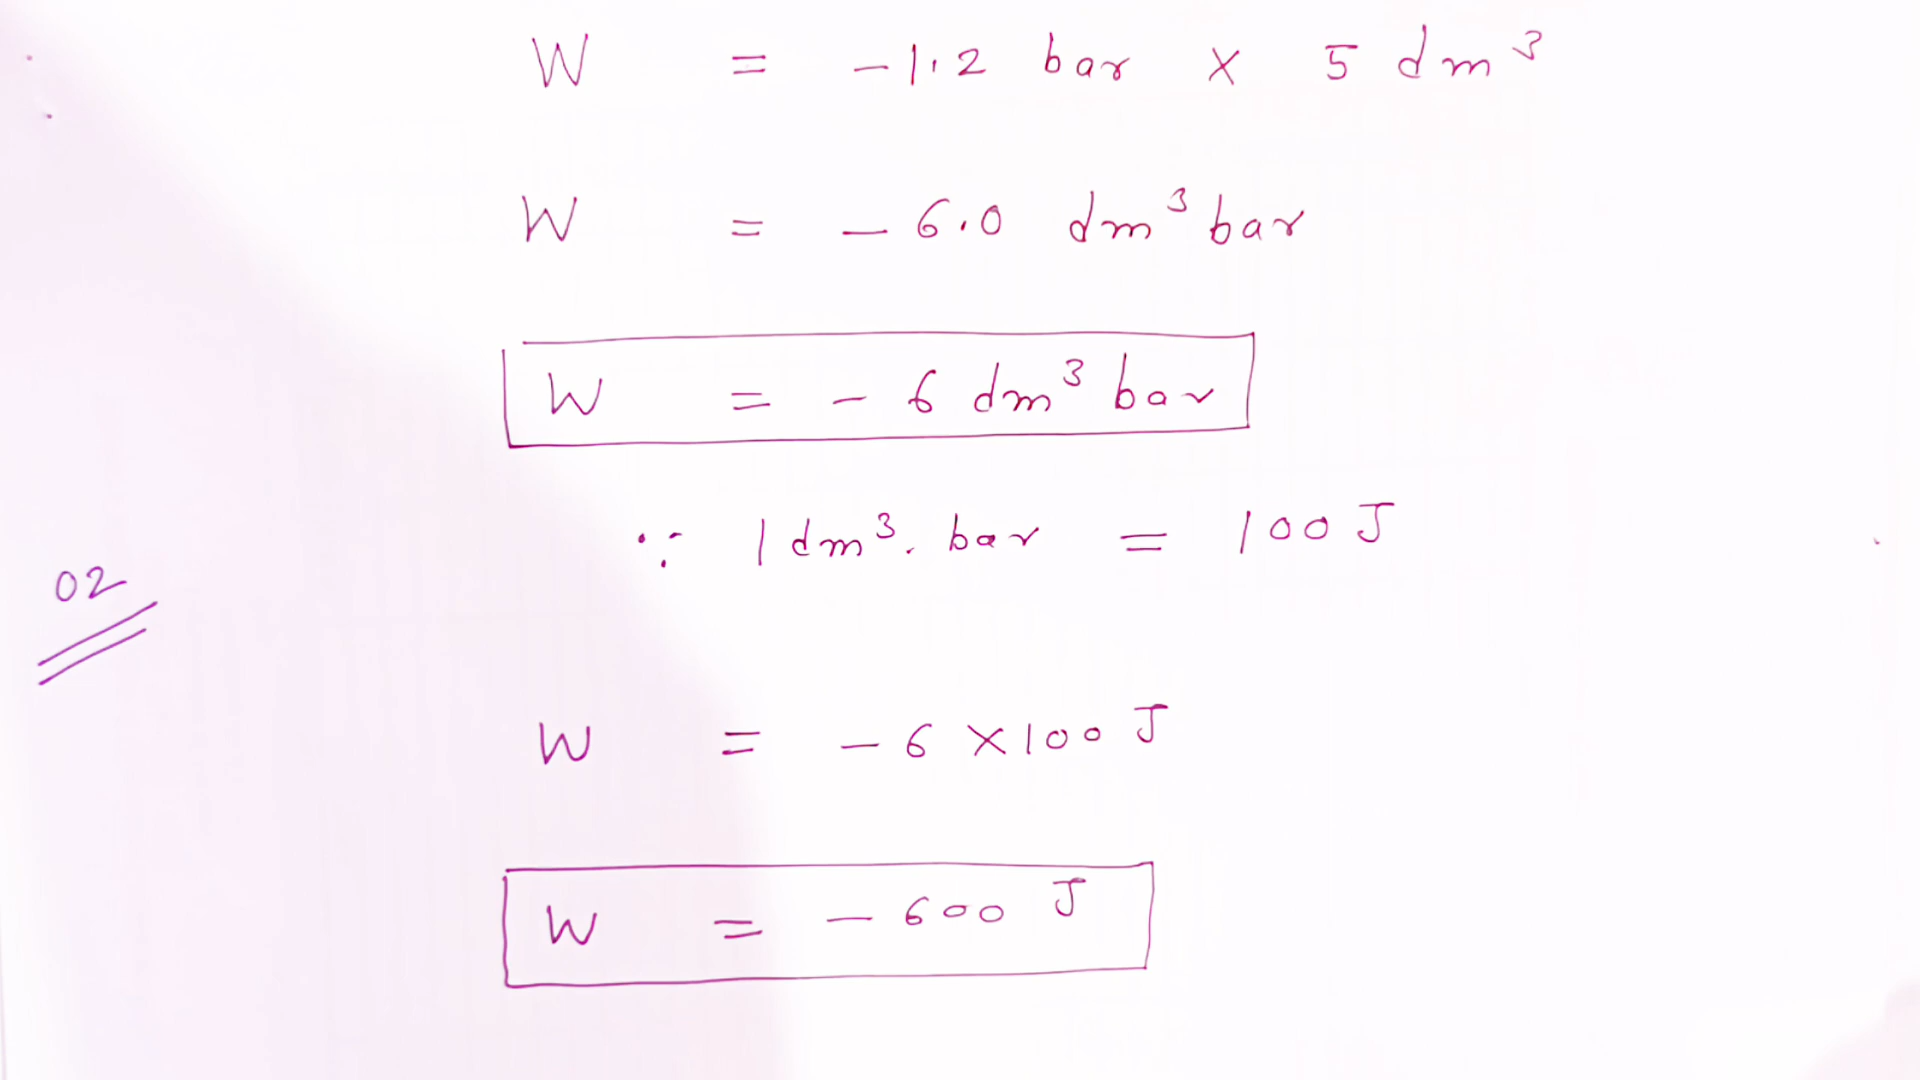 W = -1.2 bar × 5 dm³
W = - 6.0 dm³ bar
W = - 6 dm³ bar
∵ 1 dm³. bar = 100 J
02
W = - 6 × 100 J
W = - 600 J